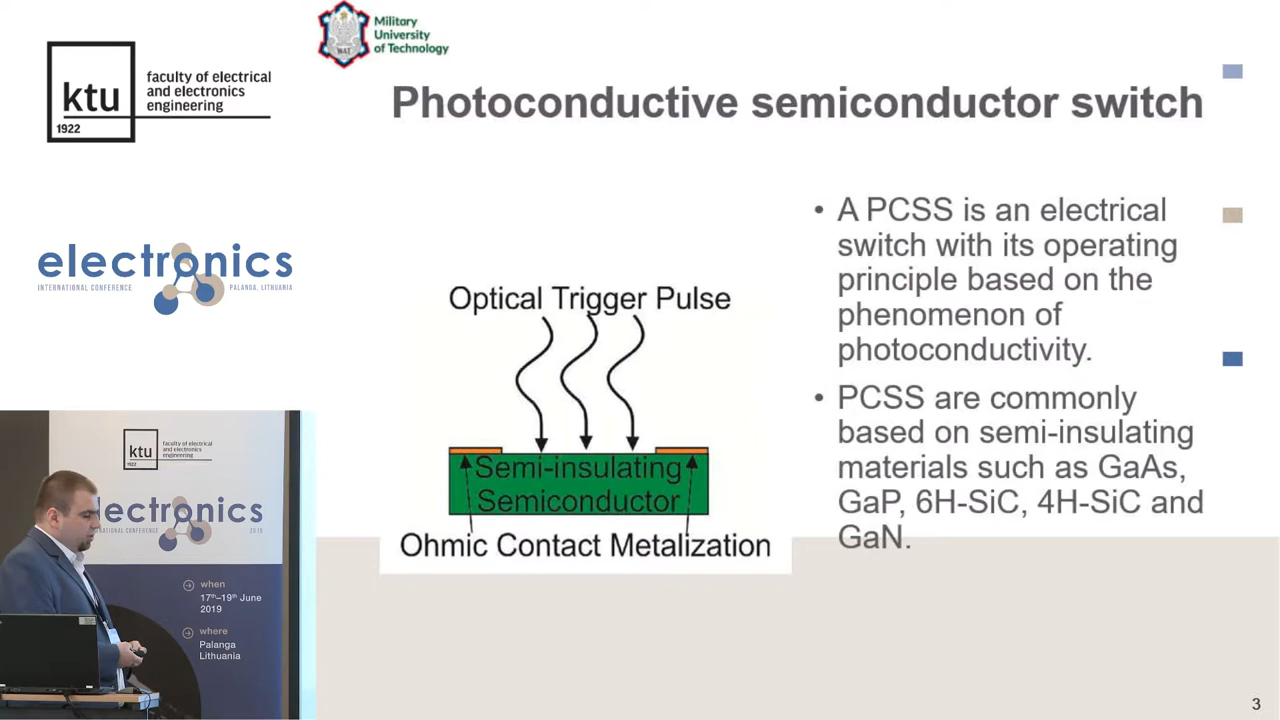 Military
University
of Technology
WAT
ktu
1922
faculty of electrical
and electronics
engineering
Photoconductive semiconductor switch
electronics
INTERNATIONAL CONFERENCE
PALANGA, LITHUANIA
Optical Trigger Pulse
Semi-insulating
Semiconductor
Ohmic Contact Metalization
• A PCSS is an electrical
switch with its operating
principle based on the
phenomenon of
photoconductivity.
• PCSS are commonly
based on semi-insulating
materials such as GaAs,
GaP, 6H-SiC, 4H-SiC and
GaN.
ktu
1922
faculty of electrical
and electronics
engineering
lectronics
NATIONAL CONFERENCE
2019
when
17th–19th June
2019
where
Palanga
Lithuania
3